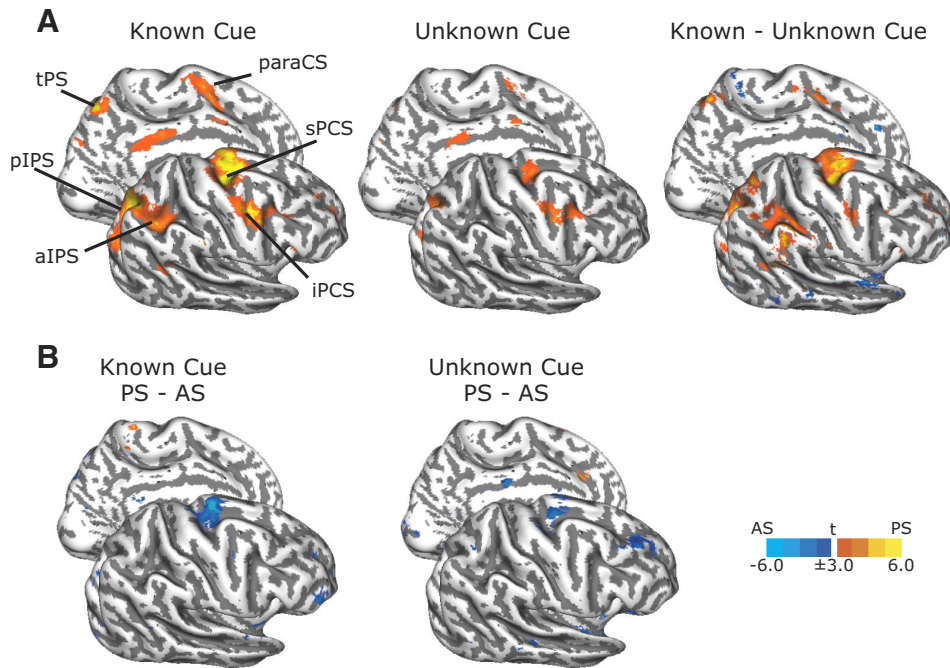 A
Known Cue
Unknown Cue
Known - Unknown Cue
tPS
paraCS
sPCS
pIPS
aIPS
iPCS
B
Known Cue
PS - AS
Unknown Cue
PS - AS
AS t PS
-6.0 ±3.0 6.0